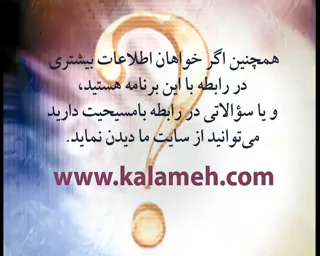 همچنین اگر خواهان اطلاعات بیشتری
در رابطه با این برنامه هستید،
و یا سؤالاتی در رابطه بامسیحیت دارید
می‌توانید از سایت ما دیدن نماید.
www.kalameh.com